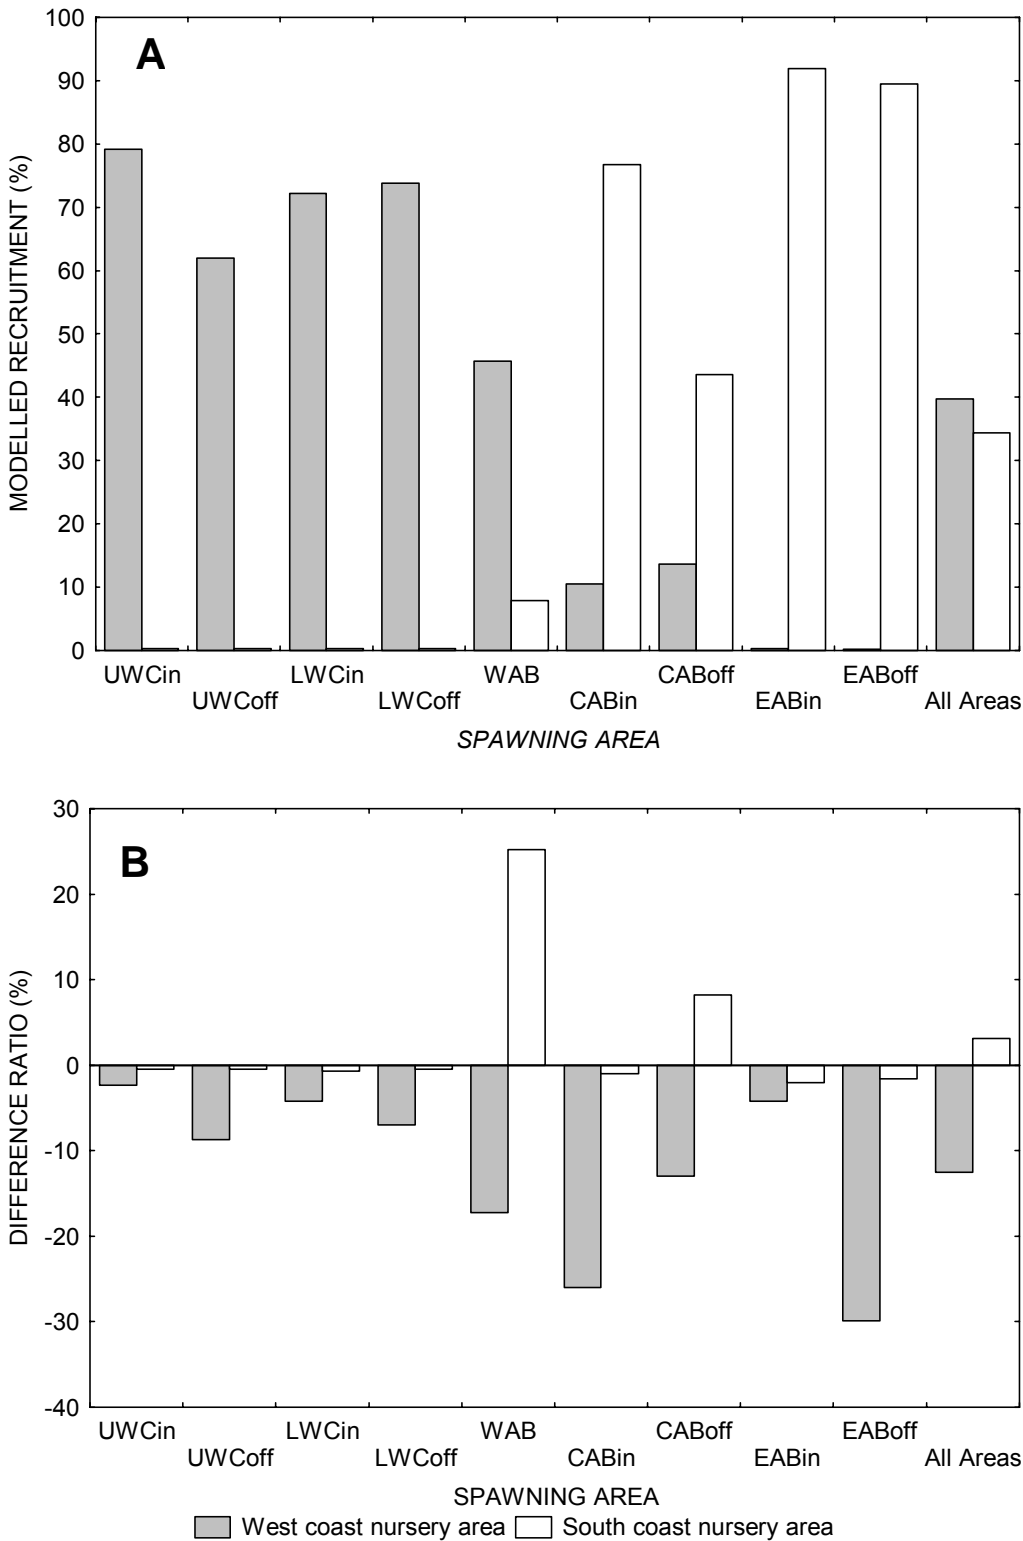 A
MODELLED RECRUITMENT (%)
100
90
80
70
60
50
40
30
20
10
0
UWCin LWCin WAB CABoff EABoff
UWCoff LWCoff CABin EABin All Areas
SPAWNING AREA
B
DIFFERENCE RATIO (%)
30
20
10
0
-10
-20
-30
-40
UWCin LWCin WAB CABoff EABoff
UWCoff LWCoff CABin EABin All Areas
SPAWNING AREA
West coast nursery area South coast nursery area